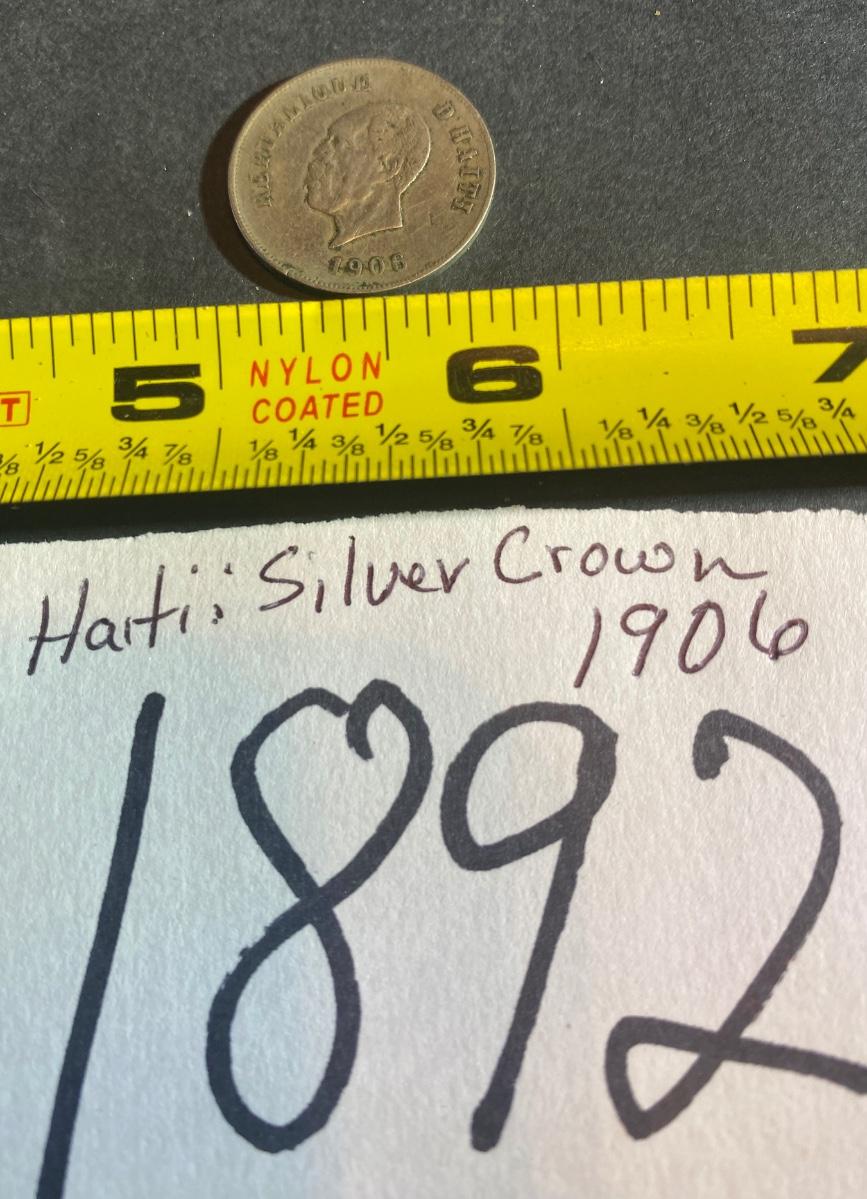 RÉPUBLIQUE D'HAITI
1906
5 NYLON 6 7
T COATED
/8 1/2 5/8 3/4 7/8 1/8 1/4 3/8 1/2 5/8 3/4 7/8 1/8 1/4 3/8 1/2 5/8 3/4
Haiti: Silver Crown
1906
1892